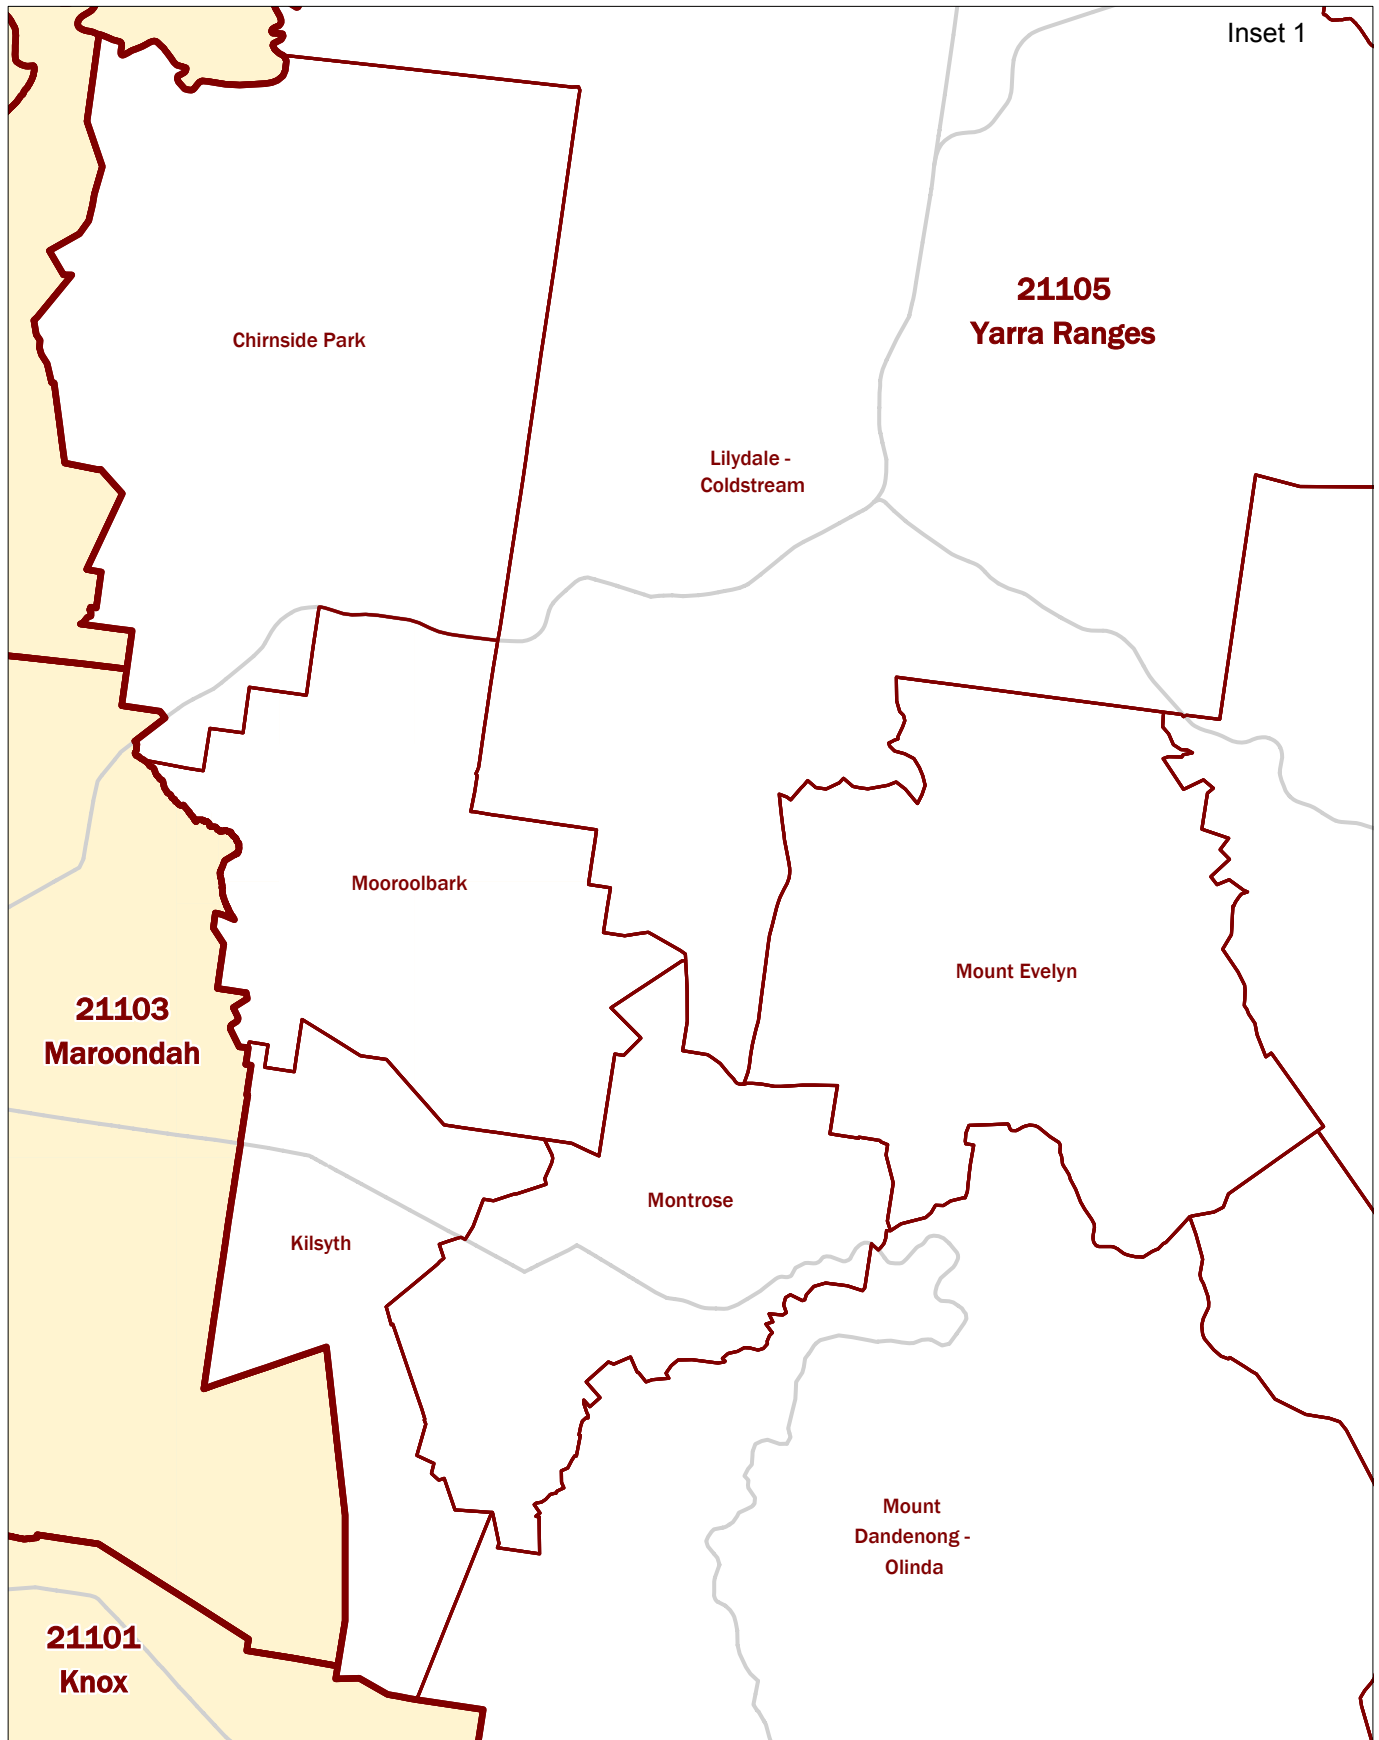 Inset 1
21105
Yarra Ranges
Chirnside Park
Lilydale -
Coldstream
Mooroolbark
Mount Evelyn
21103
Maroondah
Montrose
Kilsyth
Mount
Dandenong -
Olinda
21101
Knox